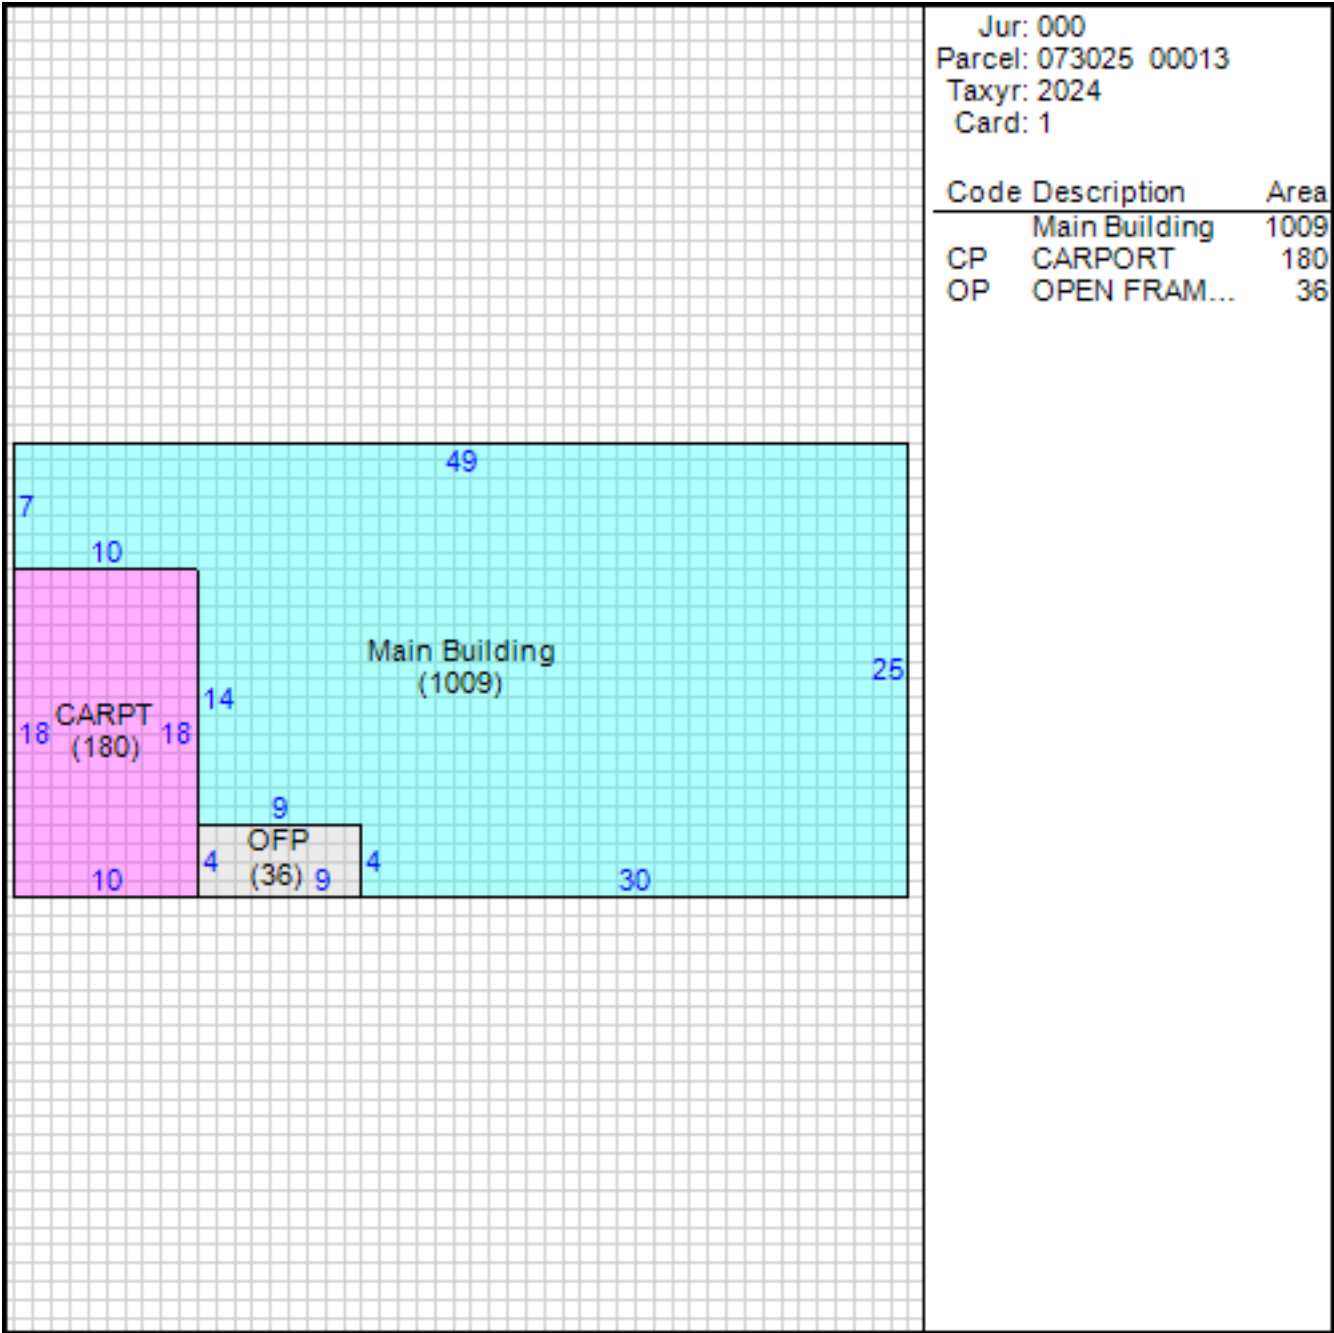 Jur: 000
Parcel: 073025 00013
Taxyr: 2024
Card: 1
Code Description Area
Main Building 1009
CP CARPORT 180
OP OPEN FRAM... 36
49
7
10
Main Building
(1009)
25
14
CARPT
(180)
18
18
10
9
OFP
(36)
4
9
4
30